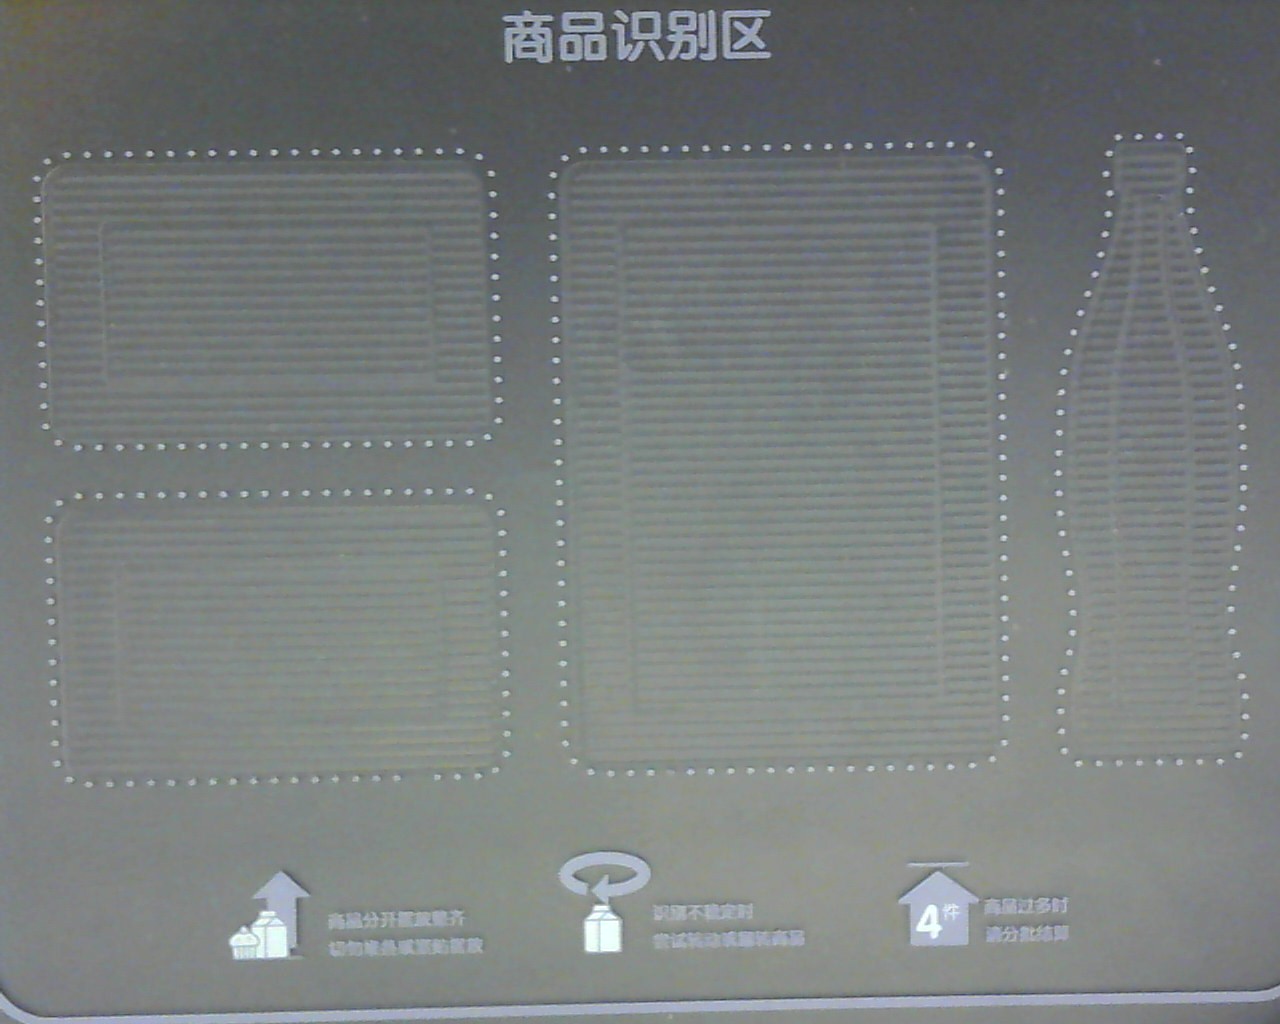 商品识别区
商品分开摆放整齐
切勿堆叠或紧贴摆放
识别不稳定时
尝试转动或翻转商品
4件
商品过多时
请分批结算